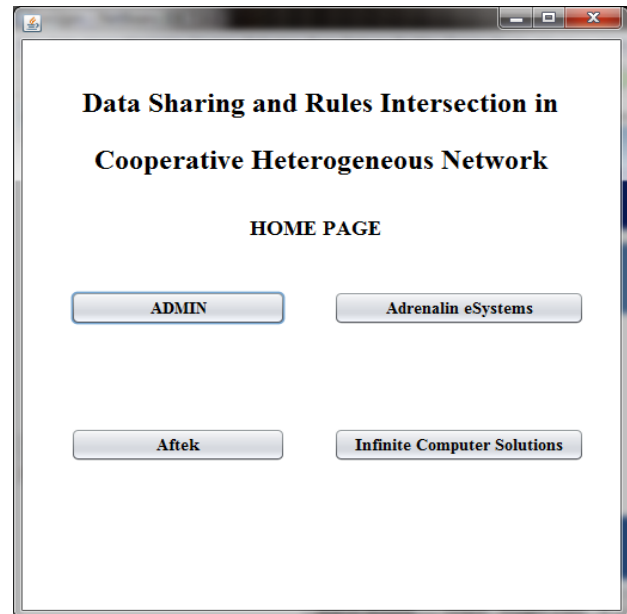 Data Sharing and Rules Intersection in
Cooperative Heterogeneous Network
HOME PAGE
ADMIN
Adrenalin eSystems
Aftek
Infinite Computer Solutions